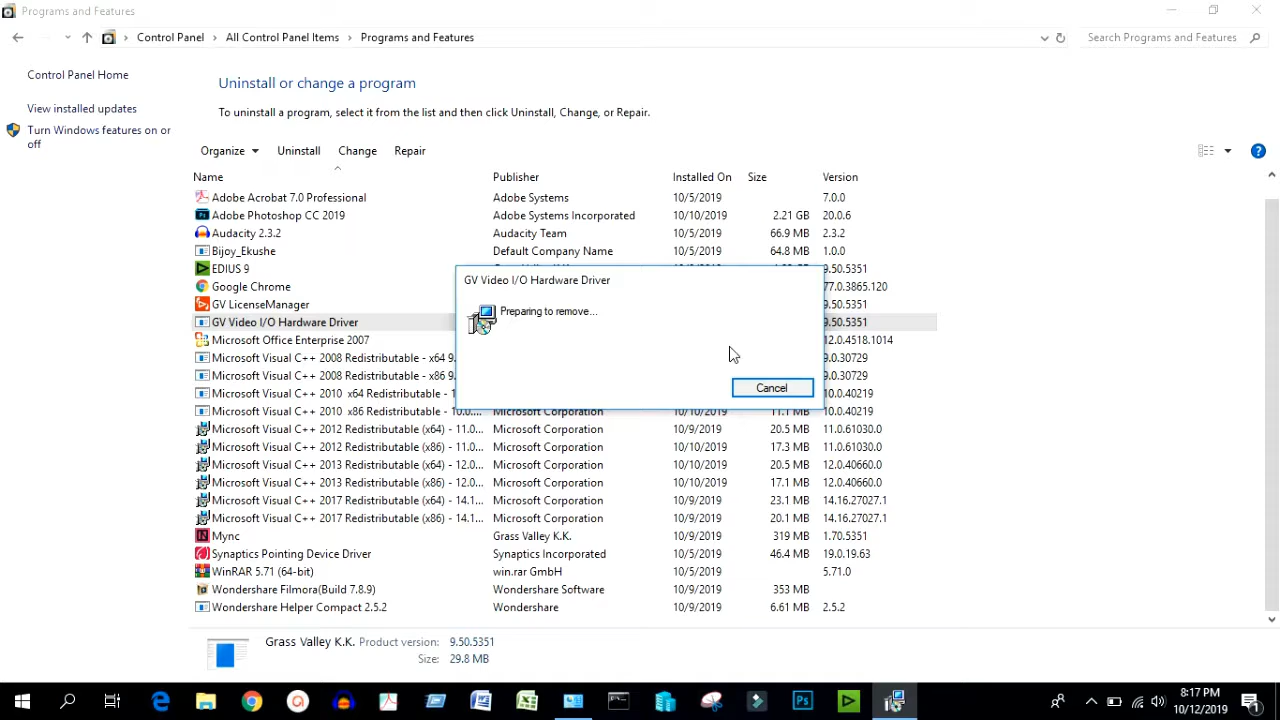 Programs and Features
Control Panel > All Control Panel Items > Programs and Features
Search Programs and Features
Control Panel Home
View installed updates
Turn Windows features on or
off
Uninstall or change a program
To uninstall a program, select it from the list and then click Uninstall, Change, or Repair.
Organize Uninstall Change Repair
Name Publisher Installed On Size Version
Adobe Acrobat 7.0 Professional Adobe Systems 10/5/2019 7.0.0
Adobe Photoshop CC 2019 Adobe Systems Incorporated 10/10/2019 2.21 GB 20.0.6
Audacity 2.3.2 Audacity Team 10/5/2019 66.9 MB 2.3.2
Bijoy_Ekushe Default Company Name 10/5/2019 64.8 MB 1.0.0
EDIUS 9 9.50.5351
Google Chrome 77.0.3865.120
GV LicenseManager 9.50.5351
GV Video I/O Hardware Driver 9.50.5351
Microsoft Office Enterprise 2007 12.0.4518.1014
Microsoft Visual C++ 2008 Redistributable - x64 9. 9.0.30729
Microsoft Visual C++ 2008 Redistributable - x86 9. 9.0.30729
Microsoft Visual C++ 2010 x64 Redistributable - 1 10.0.40219
Microsoft Visual C++ 2010 x86 Redistributable - 10.0.... Microsoft Corporation 10/10/2019 11.1 MB 10.0.40219
Microsoft Visual C++ 2012 Redistributable (x64) - 11.0... Microsoft Corporation 10/9/2019 20.5 MB 11.0.61030.0
Microsoft Visual C++ 2012 Redistributable (x86) - 11.0... Microsoft Corporation 10/10/2019 17.3 MB 11.0.61030.0
Microsoft Visual C++ 2013 Redistributable (x64) - 12.0... Microsoft Corporation 10/10/2019 20.5 MB 12.0.40660.0
Microsoft Visual C++ 2013 Redistributable (x86) - 12.0... Microsoft Corporation 10/10/2019 17.1 MB 12.0.40660.0
Microsoft Visual C++ 2017 Redistributable (x64) - 14.1... Microsoft Corporation 10/9/2019 23.1 MB 14.16.27027.1
Microsoft Visual C++ 2017 Redistributable (x86) - 14.1... Microsoft Corporation 10/9/2019 20.1 MB 14.16.27027.1
Mync Grass Valley K.K. 10/9/2019 319 MB 1.70.5351
Synaptics Pointing Device Driver Synaptics Incorporated 10/5/2019 46.4 MB 19.0.19.63
WinRAR 5.71 (64-bit) win.rar GmbH 10/5/2019 5.71.0
Wondershare Filmora(Build 7.8.9) Wondershare Software 10/9/2019 353 MB
Wondershare Helper Compact 2.5.2 Wondershare 10/9/2019 6.61 MB 2.5.2
GV Video I/O Hardware Driver
Preparing to remove...
Cancel
Grass Valley K.K. Product version: 9.50.5351
Size: 29.8 MB
8:17 PM
10/12/2019